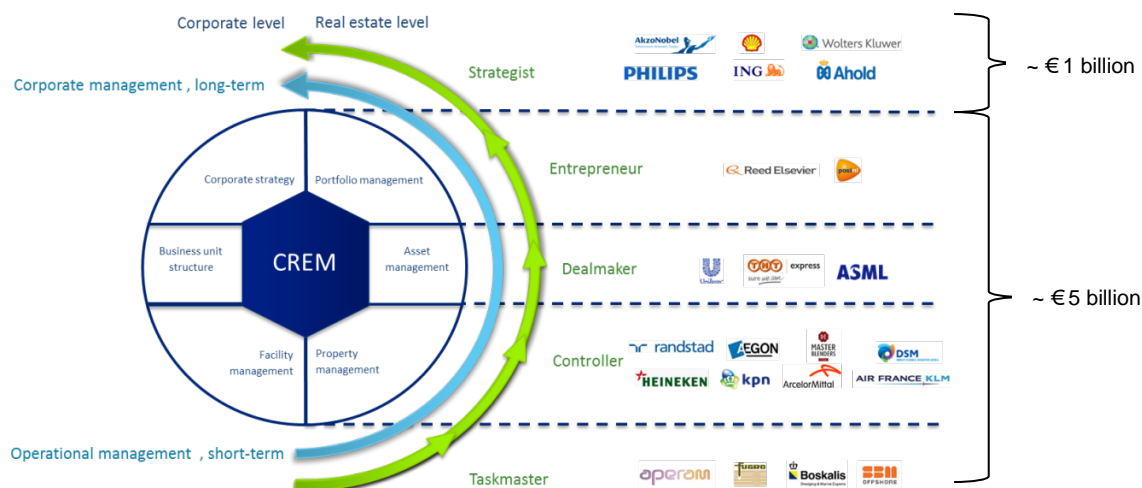 Corporate level
Real estate level
Corporate management , long-term
Strategist
AkzoNobel
Wolters Kluwer
PHILIPS
ING
Ahold
~ €1 billion
Corporate strategy
Portfolio management
Entrepreneur
Reed Elsevier
postnl
Business unit
structure
CREM
Asset
management
Dealmaker
Unilever
TNT express
ASML
~ €5 billion
Facility
management
Property
management
Controller
randstad
AEGON
MASTER
BLENDERS
DSM
HEINEKEN
kpn
ArcelorMittal
AIR FRANCE KLM
Operational management , short-term
Taskmaster
aperam
FUGRO
Boskalis
SBM
OFFSHORE